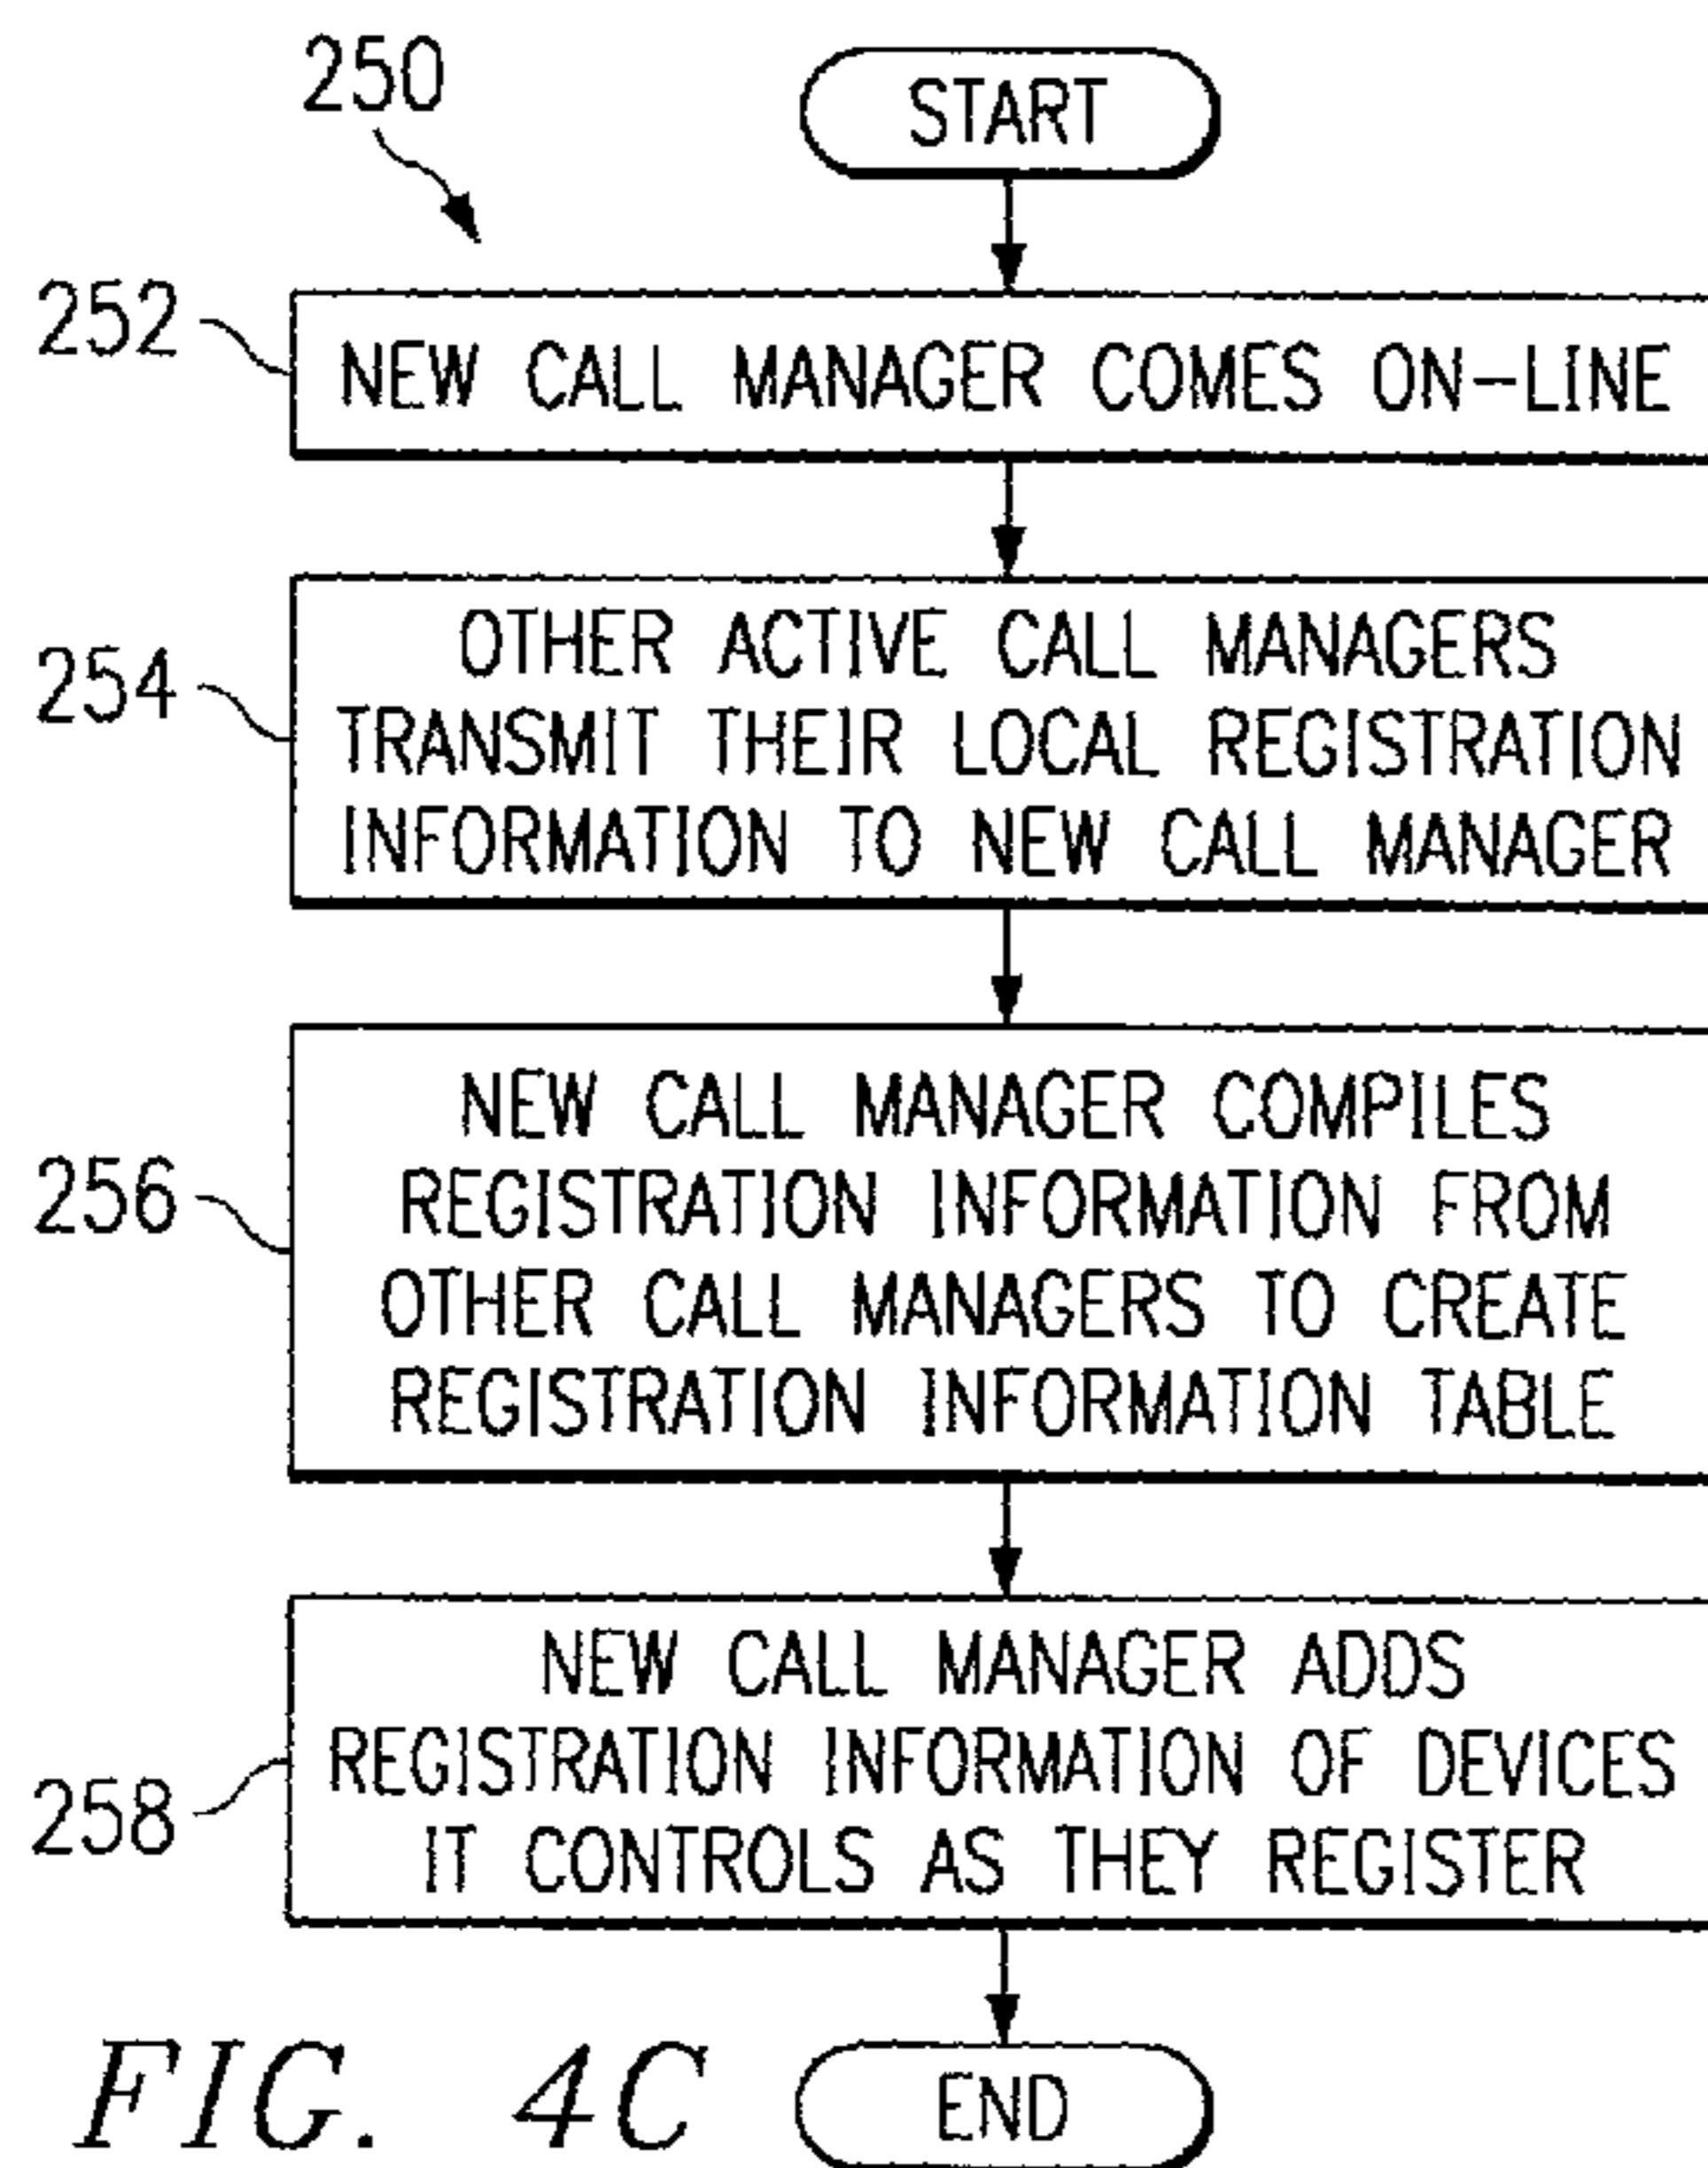 250
START
252
NEW CALL MANAGER COMES ON-LINE
254
OTHER ACTIVE CALL MANAGERS
TRANSMIT THEIR LOCAL REGISTRATION
INFORMATION TO NEW CALL MANAGER
256
NEW CALL MANAGER COMPILES
REGISTRATION INFORMATION FROM
OTHER CALL MANAGERS TO CREATE
REGISTRATION INFORMATION TABLE
258
NEW CALL MANAGER ADDS
REGISTRATION INFORMATION OF DEVICES
IT CONTROLS AS THEY REGISTER
END
FIG. 4C